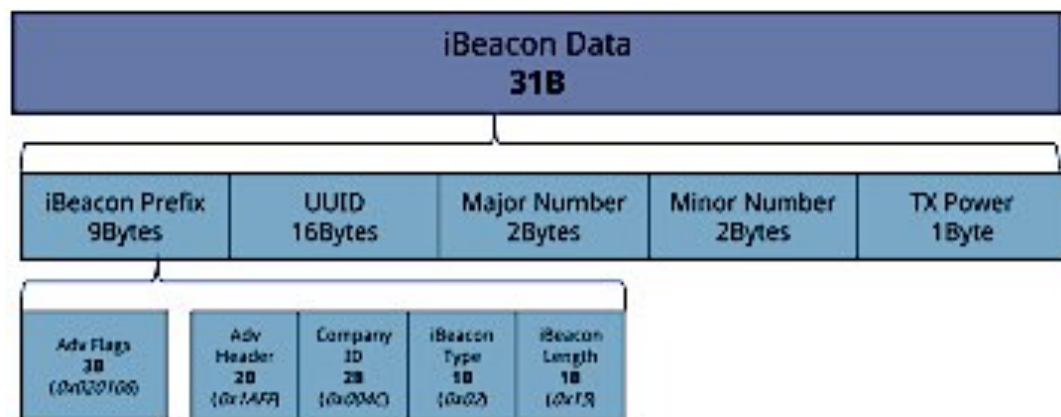 iBeacon Data
31B
iBeacon Prefix
9Bytes
UUID
16Bytes
Major Number
2Bytes
Minor Number
2Bytes
TX Power
1Byte
Adv Flags
3B
Adv
Header
2B
(0x1AFF)
Company
ID
2B
(0x004C)
iBeacon
Type
1B
(0x02)
iBeacon
Length
1B
(0x15)